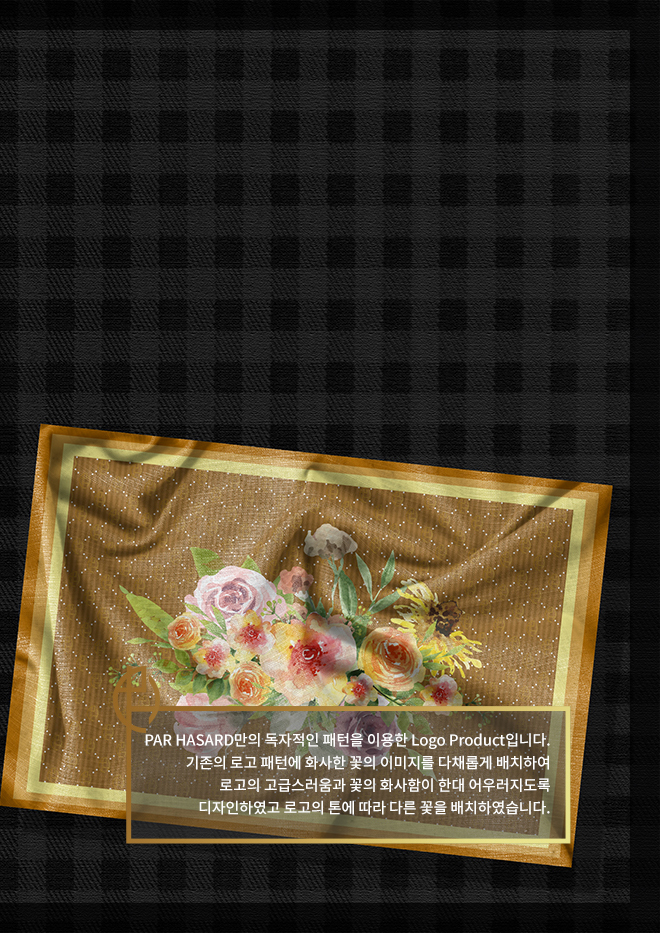 PAR HASARD만의 독자적인 패턴을 이용한 Logo Product입니다.
기존의 로고 패턴에 화사한 꽃의 이미지를 다채롭게 배치하여
로고의 고급스러움과 꽃의 화사함이 한대 어우러지도록
디자인하였고 로고의 톤에 따라 다른 꽃을 배치하였습니다.